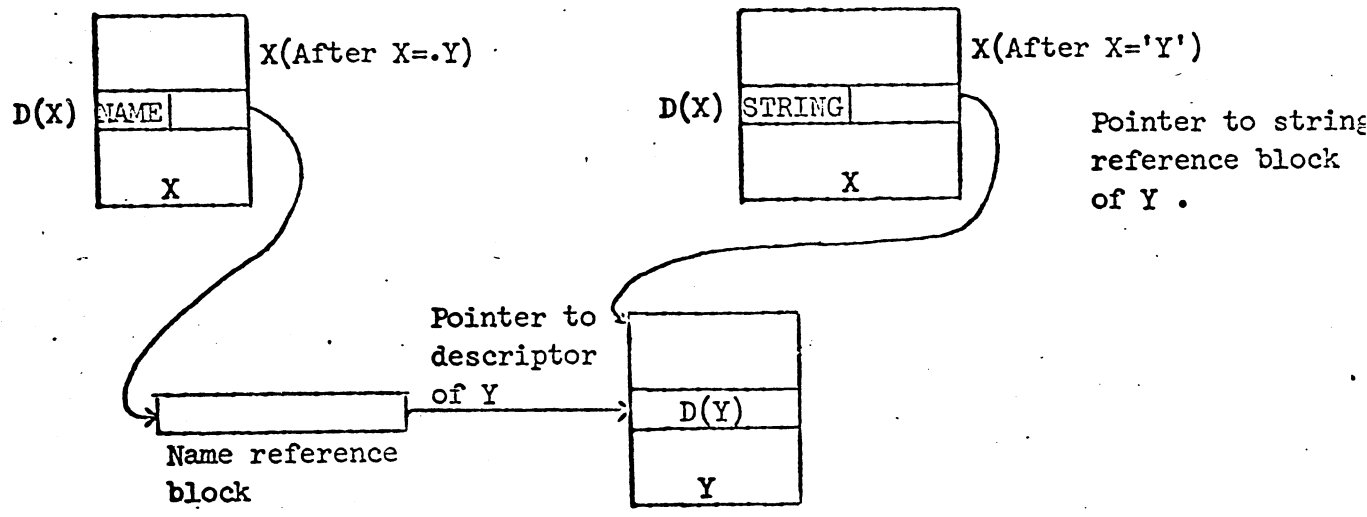 X(After X=.Y)
D(X) NAME
X
X(After X='Y')
D(X) STRING
X
Pointer to string
reference block
of Y .
Pointer to
descriptor
of Y
Name reference
block
D(Y)
Y